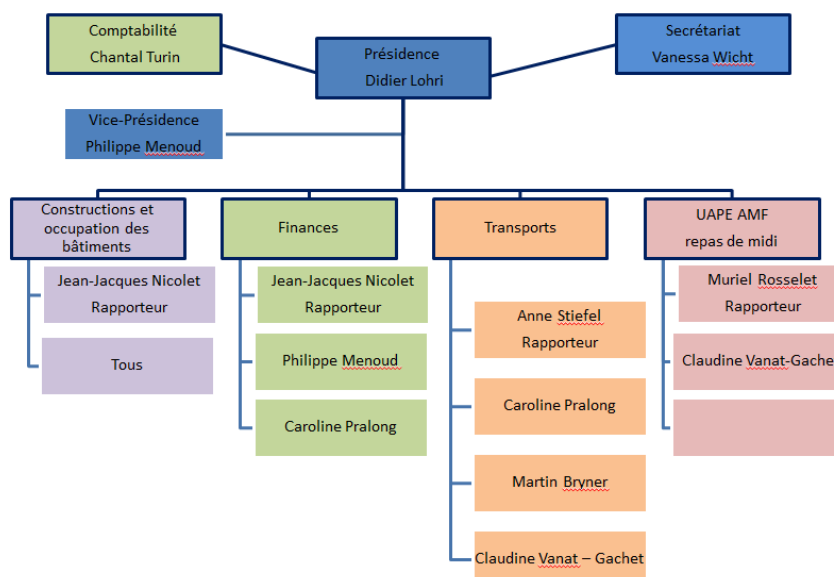 Comptabilité
Chantal Turin
Présidence
Didier Lohri
Secrétariat
Vanessa Wicht
Vice-Présidence
Philippe Menoud
Constructions et
occupation des
bâtiments
Jean-Jacques Nicolet
Rapporteur
Tous
Finances
Jean-Jacques Nicolet
Rapporteur
Philippe Menoud
Caroline Pralong
Transports
Anne Stiefel
Rapporteur
Caroline Pralong
Martin Bryner
Claudine Vanat – Gachet
UAPE AMF
repas de midi
Muriel Rosselet
Rapporteur
Claudine Vanat-Gachet